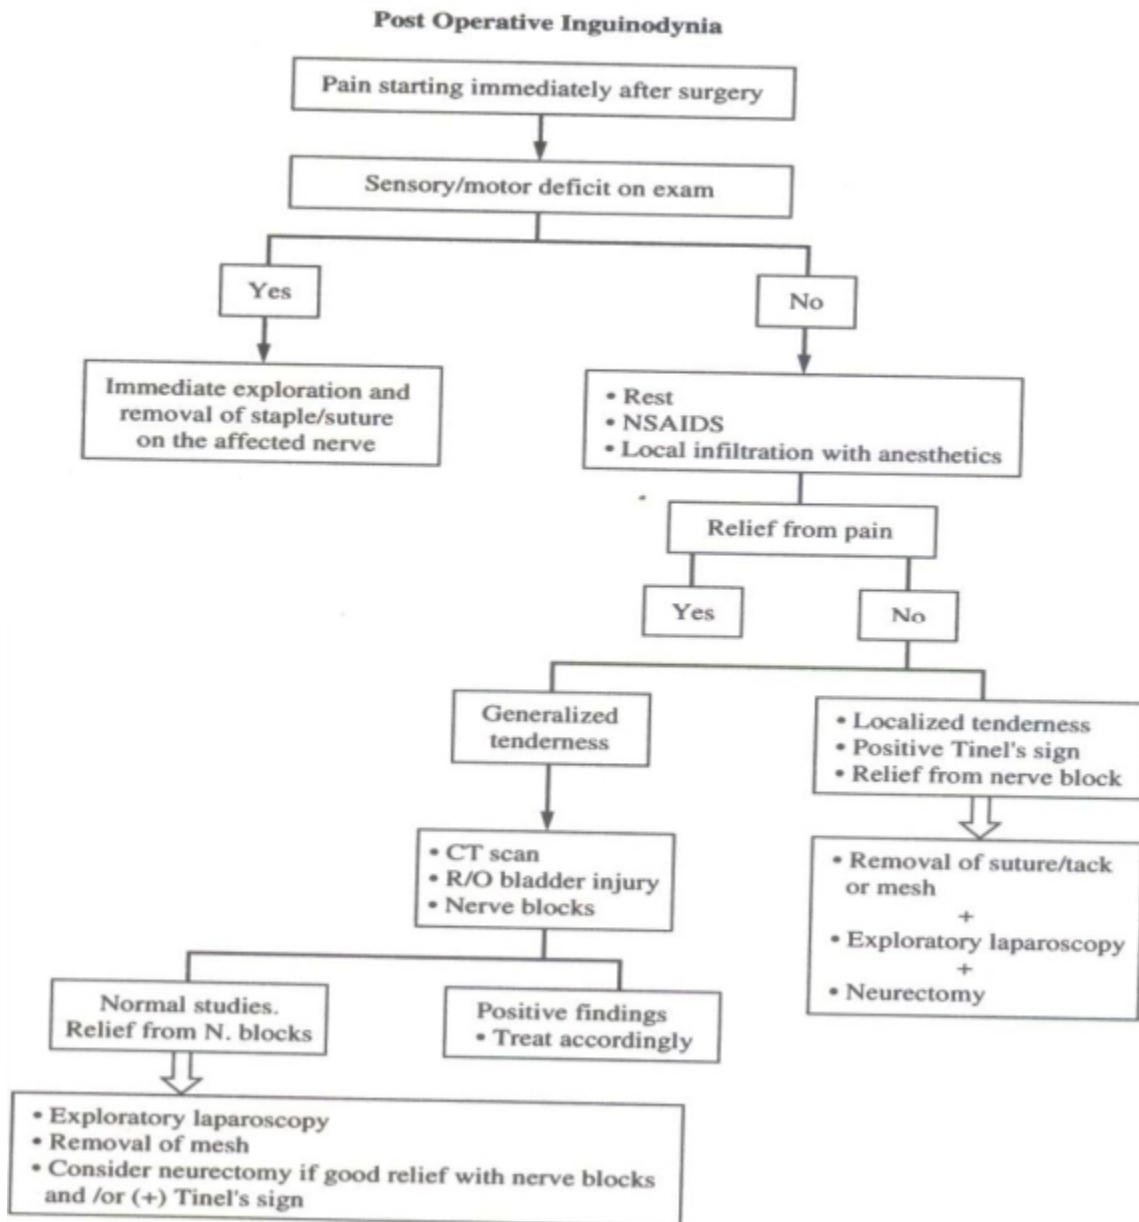 Post Operative Inguinodynia
Pain starting immediately after surgery
Sensory/motor deficit on exam
Yes
No
Immediate exploration and
removal of staple/suture
on the affected nerve
• Rest
• NSAIDS
• Local infiltration with anesthetics
Relief from pain
Yes
No
Generalized
tenderness
• Localized tenderness
• Positive Tinel's sign
• Relief from nerve block
• CT scan
• R/O bladder injury
• Nerve blocks
• Removal of suture/tack
or mesh
+
• Exploratory laparoscopy
+
• Neurectomy
Normal studies.
Relief from N. blocks
Positive findings
• Treat accordingly
• Exploratory laparoscopy
• Removal of mesh
• Consider neurectomy if good relief with nerve blocks
and /or (+) Tinel's sign